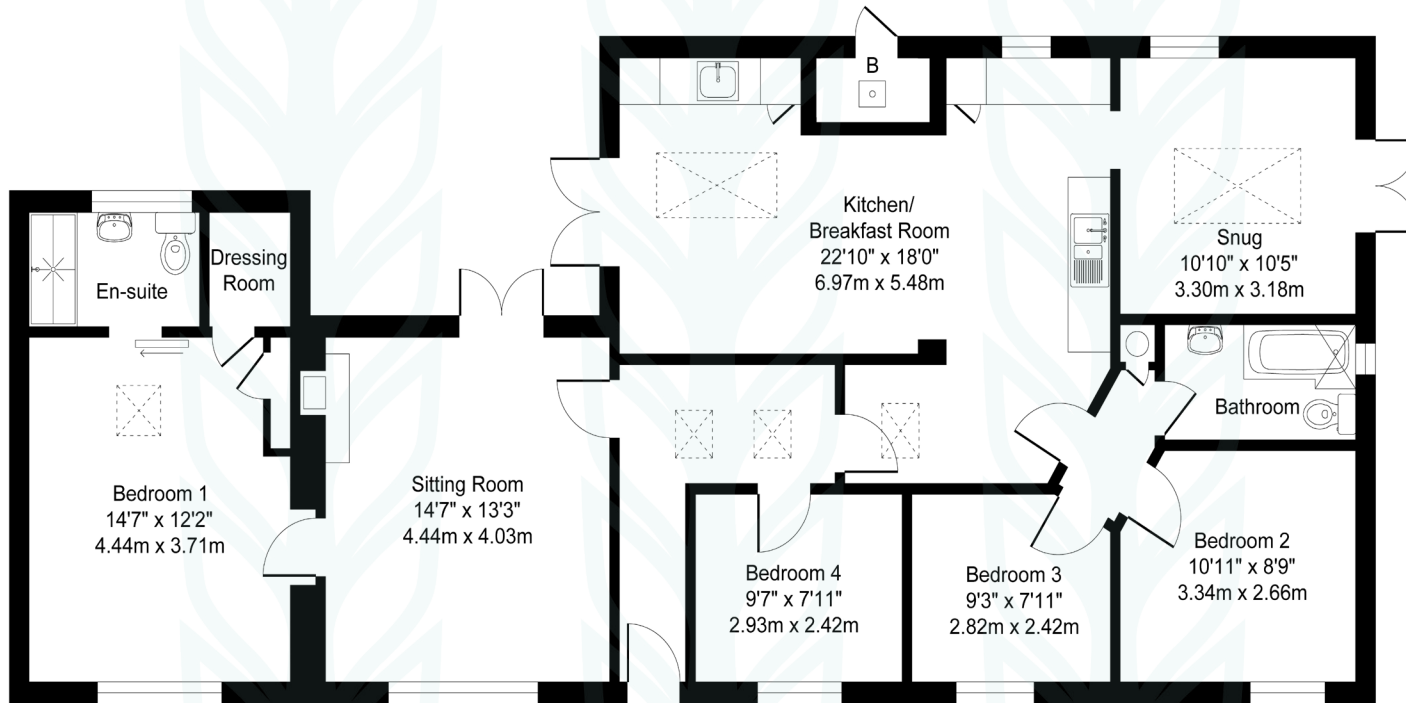 B
Kitchen/
Breakfast Room
22'10" x 18'0"
6.97m x 5.48m
Snug
10'10" x 10'5"
3.30m x 3.18m
Dressing
Room
En-suite
Bathroom
Bedroom 1
14'7" x 12'2"
4.44m x 3.71m
Sitting Room
14'7" x 13'3"
4.44m x 4.03m
Bedroom 4
9'7" x 7'11"
2.93m x 2.42m
Bedroom 3
9'3" x 7'11"
2.82m x 2.42m
Bedroom 2
10'11" x 8'9"
3.34m x 2.66m